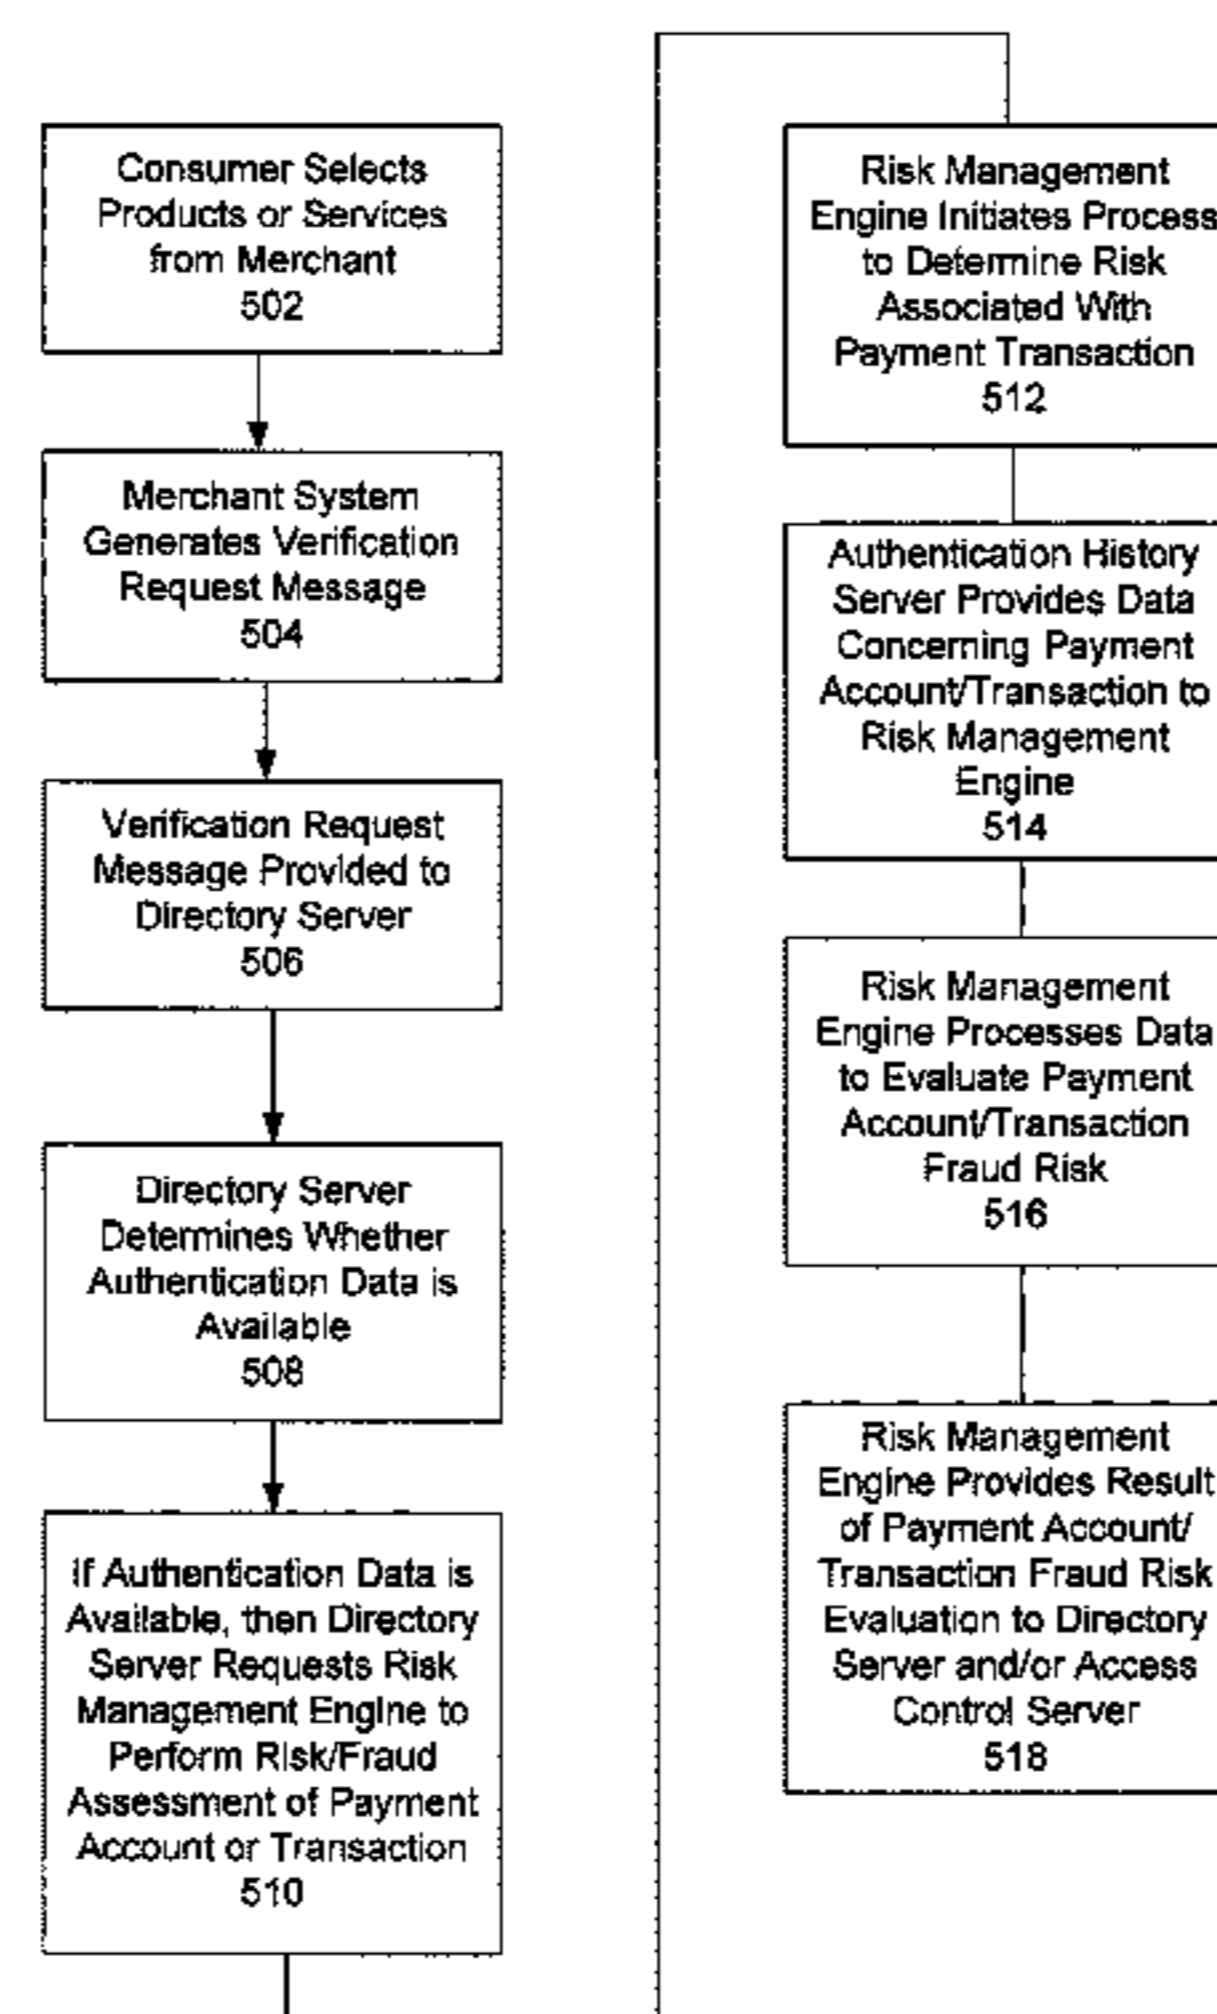 Consumer Selects
Products or Services
from Merchant
502
Merchant System
Generates Verification
Request Message
504
Verification Request
Message Provided to
Directory Server
506
Directory Server
Determines Whether
Authentication Data is
Available
508
If Authentication Data is
Available, then Directory
Server Requests Risk
Management Engine to
Perform Risk/Fraud
Assessment of Payment
Account or Transaction
510
Risk Management
Engine Initiates Process
to Determine Risk
Associated With
Payment Transaction
512
Authentication History
Server Provides Data
Concerning Payment
Account/Transaction to
Risk Management
Engine
514
Risk Management
Engine Processes Data
to Evaluate Payment
Account/Transaction
Fraud Risk
516
Risk Management
Engine Provides Result
of Payment Account/
Transaction Fraud Risk
Evaluation to Directory
Server and/or Access
Control Server
518